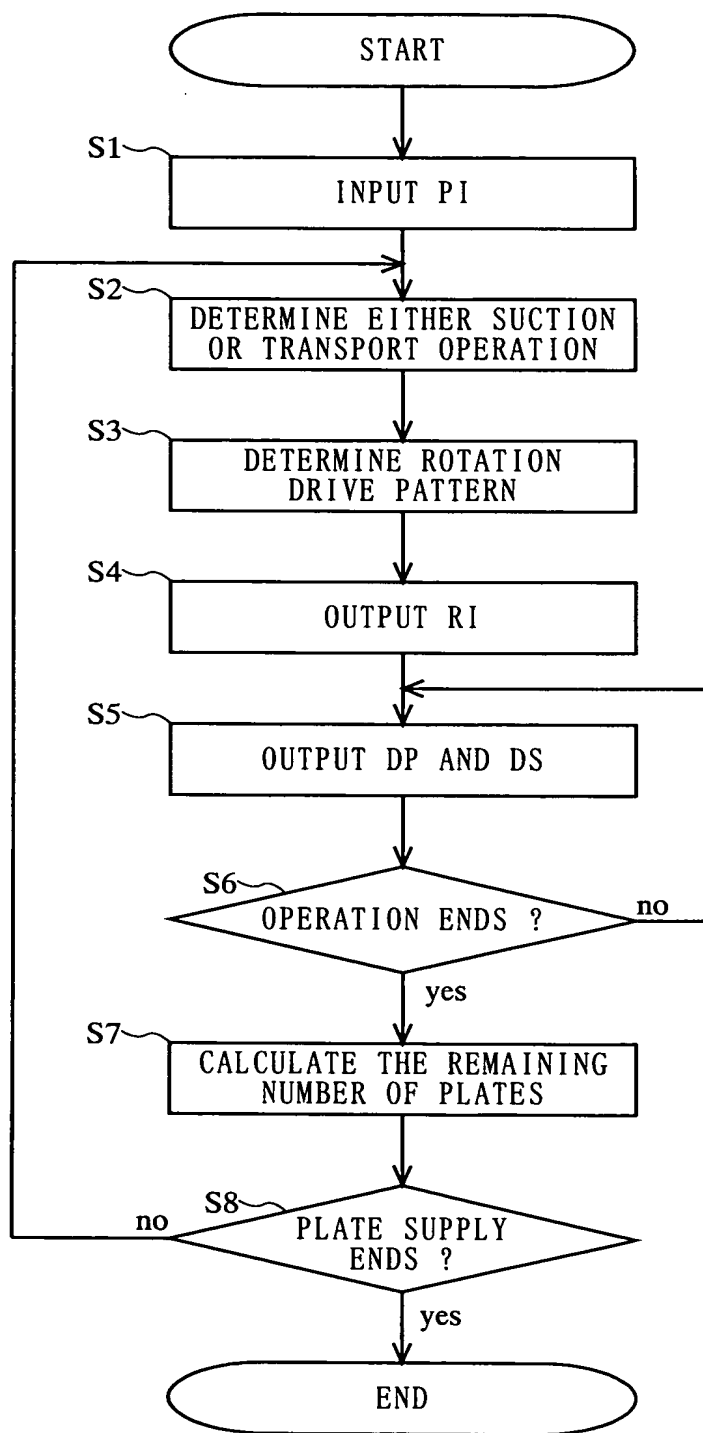 START
S1
INPUT PI
S2
DETERMINE EITHER SUCTION
OR TRANSPORT OPERATION
S3
DETERMINE ROTATION
DRIVE PATTERN
S4
OUTPUT RI
S5
OUTPUT DP AND DS
S6
OPERATION ENDS ?
no
yes
S7
CALCULATE THE REMAINING
NUMBER OF PLATES
S8
no
PLATE SUPPLY
ENDS ?
yes
END